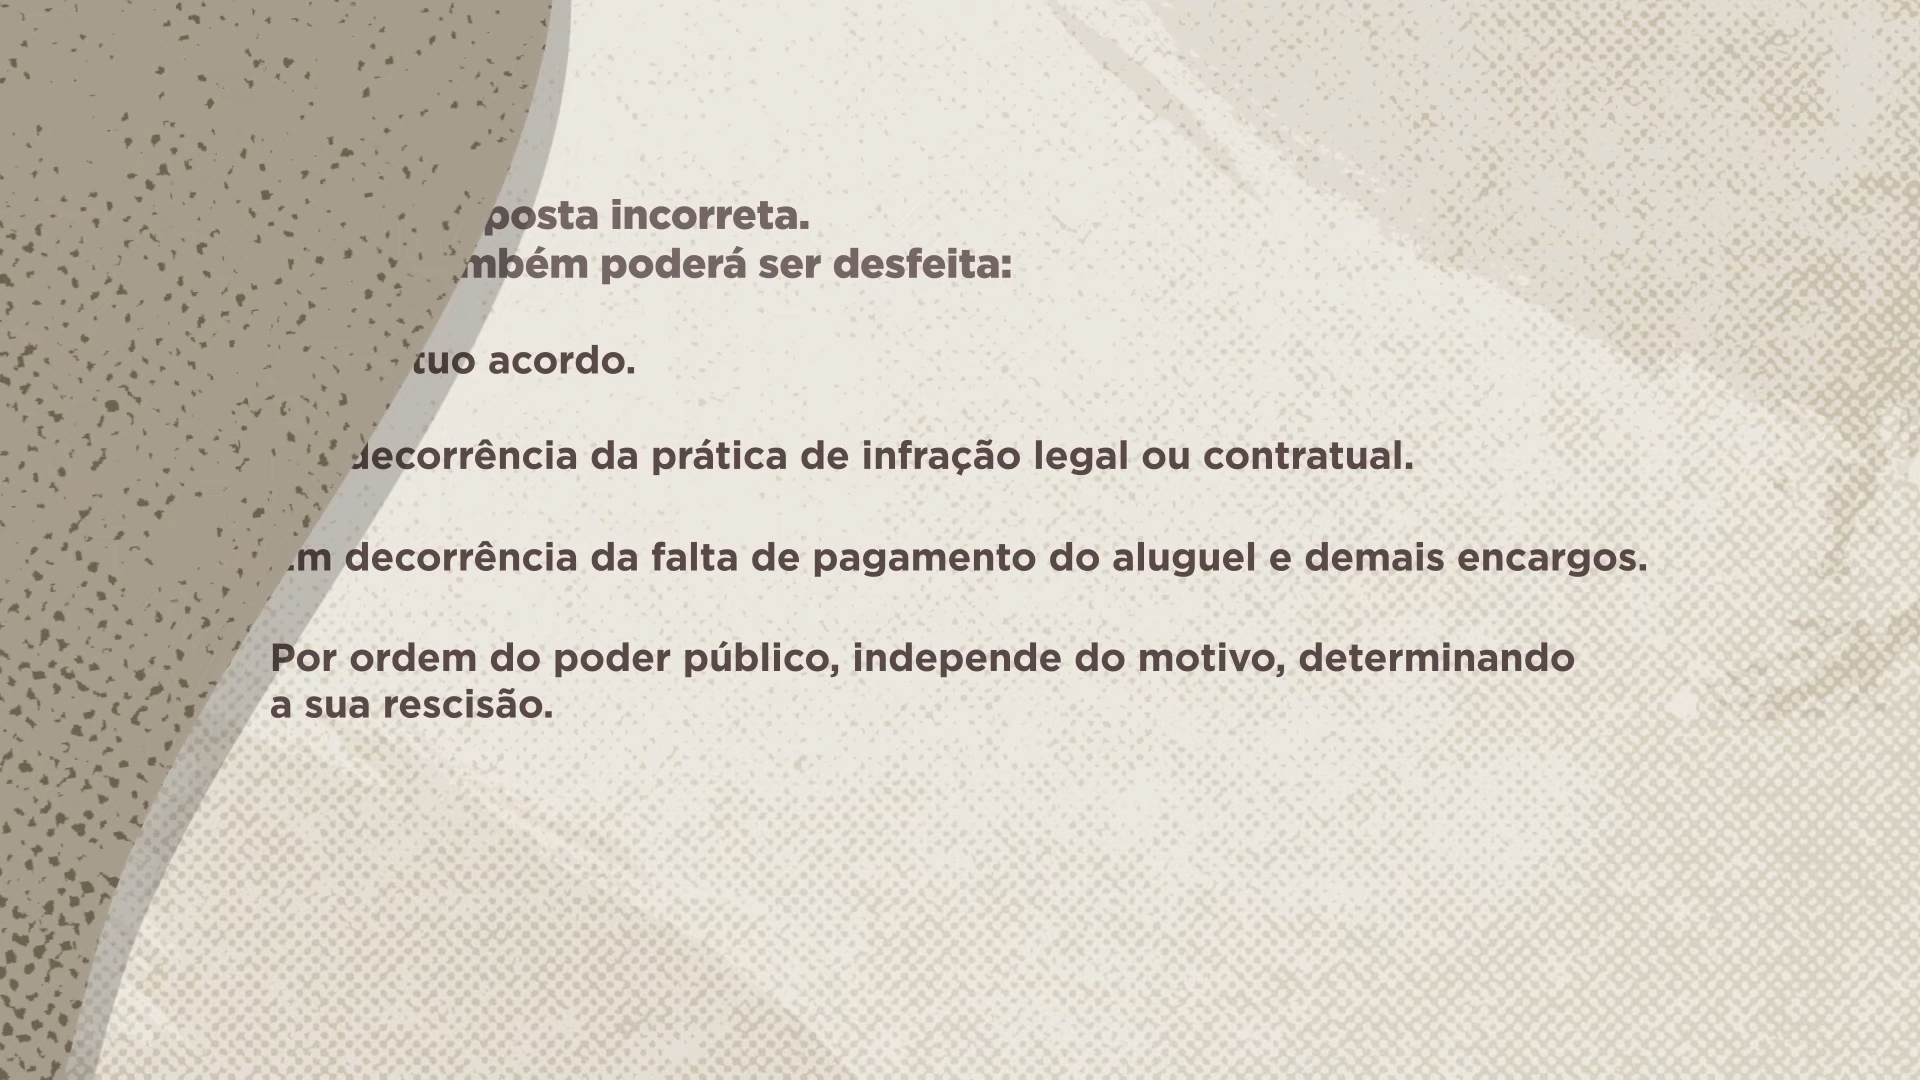 posta incorreta.
mbém poderá ser desfeita:
tuo acordo.
decorrência da prática de infração legal ou contratual.
Em decorrência da falta de pagamento do aluguel e demais encargos.
Por ordem do poder público, independe do motivo, determinando
a sua rescisão.